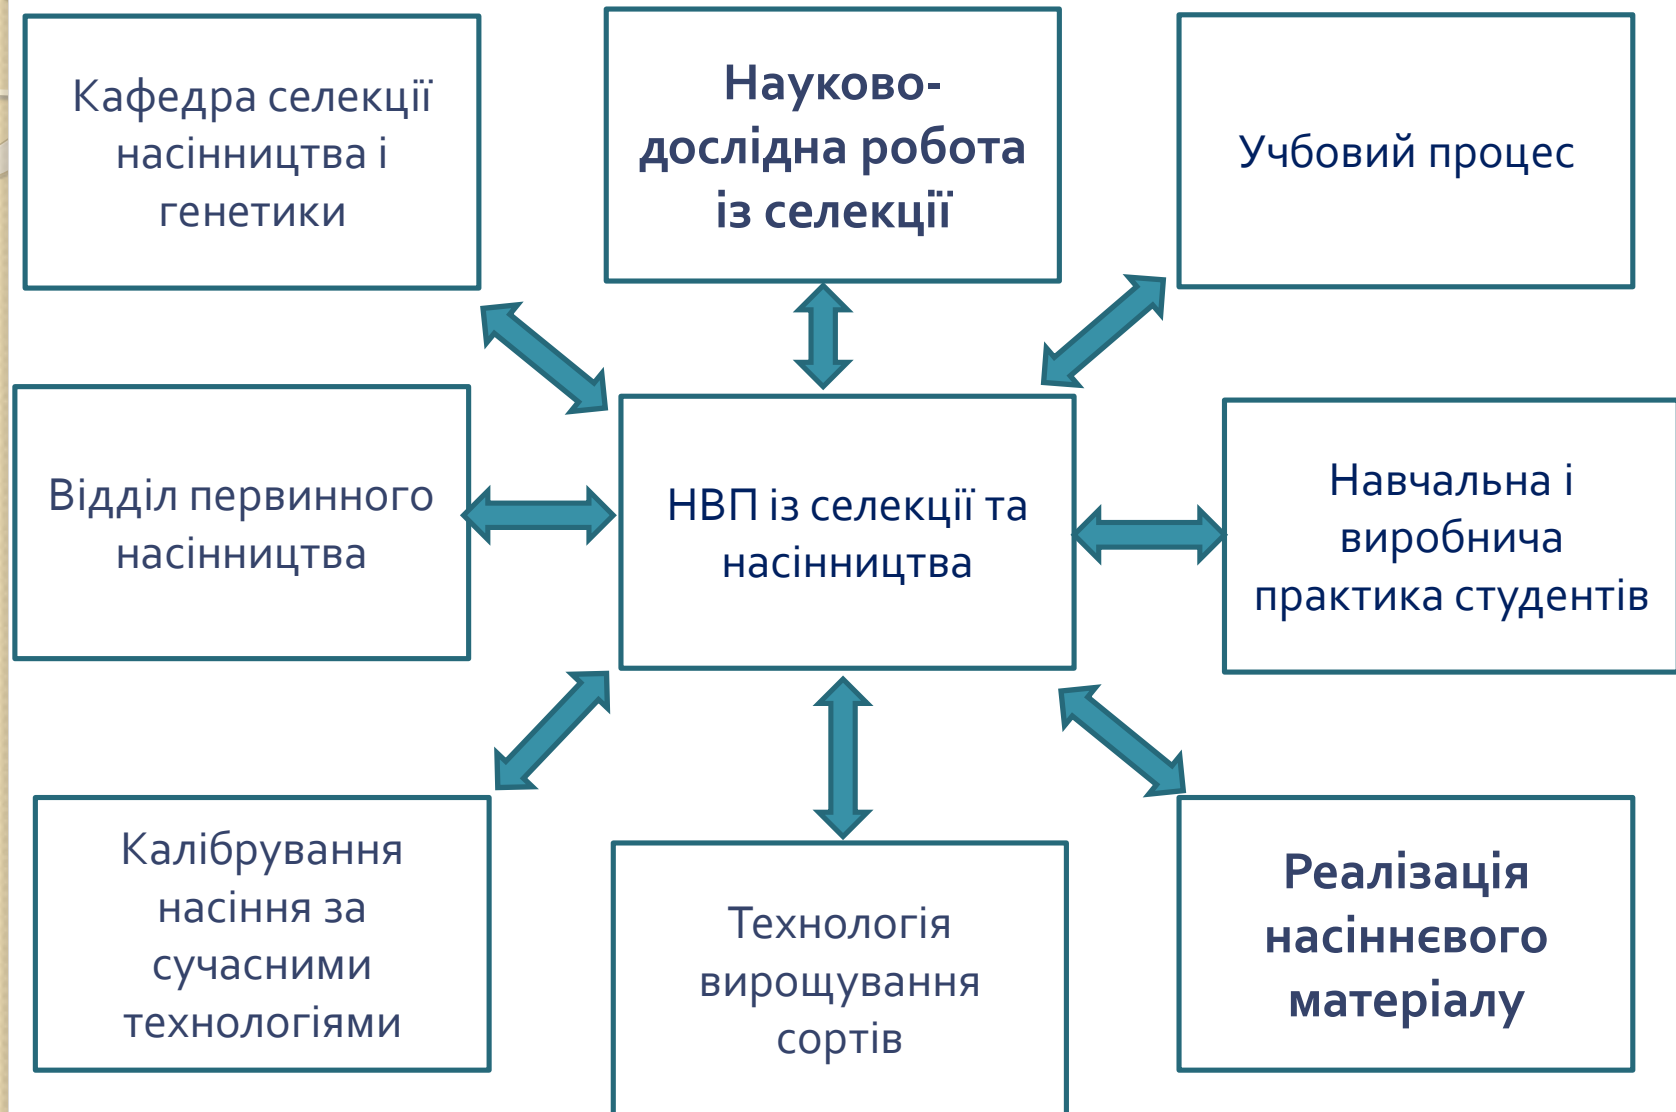 Кафедра селекції
насінництва і
генетики
Науково-
дослідна робота
із селекції
Учбовий процес
Відділ первинного
насінництва
НВП із селекції та
насінництва
Навчальна і
виробнича
практика студентів
Калібрування
насіння за
сучасними
технологіями
Технологія
вирощування
сортів
Реалізація
насіннєвого
матеріалу